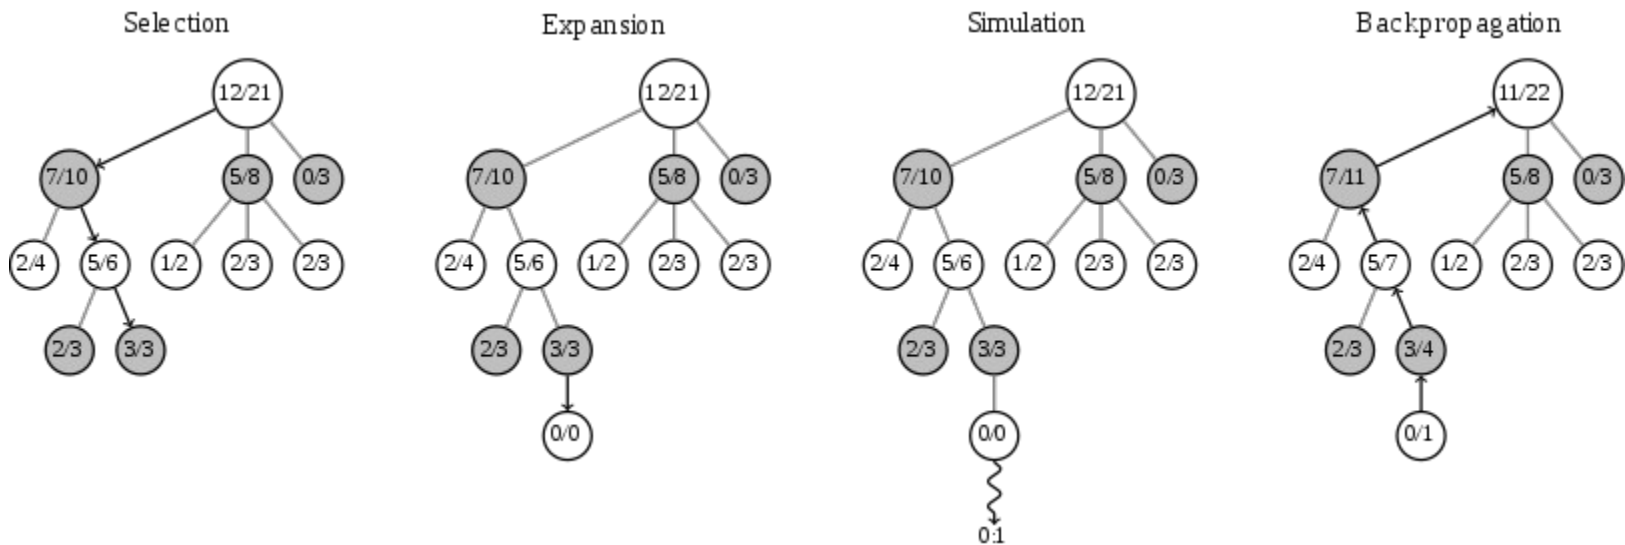 Selection
12/21
7/10 5/8 0/3
2/4 5/6 1/2 2/3 2/3
2/3 3/3
Expansion
12/21
7/10 5/8 0/3
2/4 5/6 1/2 2/3 2/3
2/3 3/3
0/0
Simulation
12/21
7/10 5/8 0/3
2/4 5/6 1/2 2/3 2/3
2/3 3/3
0/0
0:1
Backpropagation
11/22
7/11 5/8 0/3
2/4 5/7 1/2 2/3 2/3
2/3 3/4
0/1